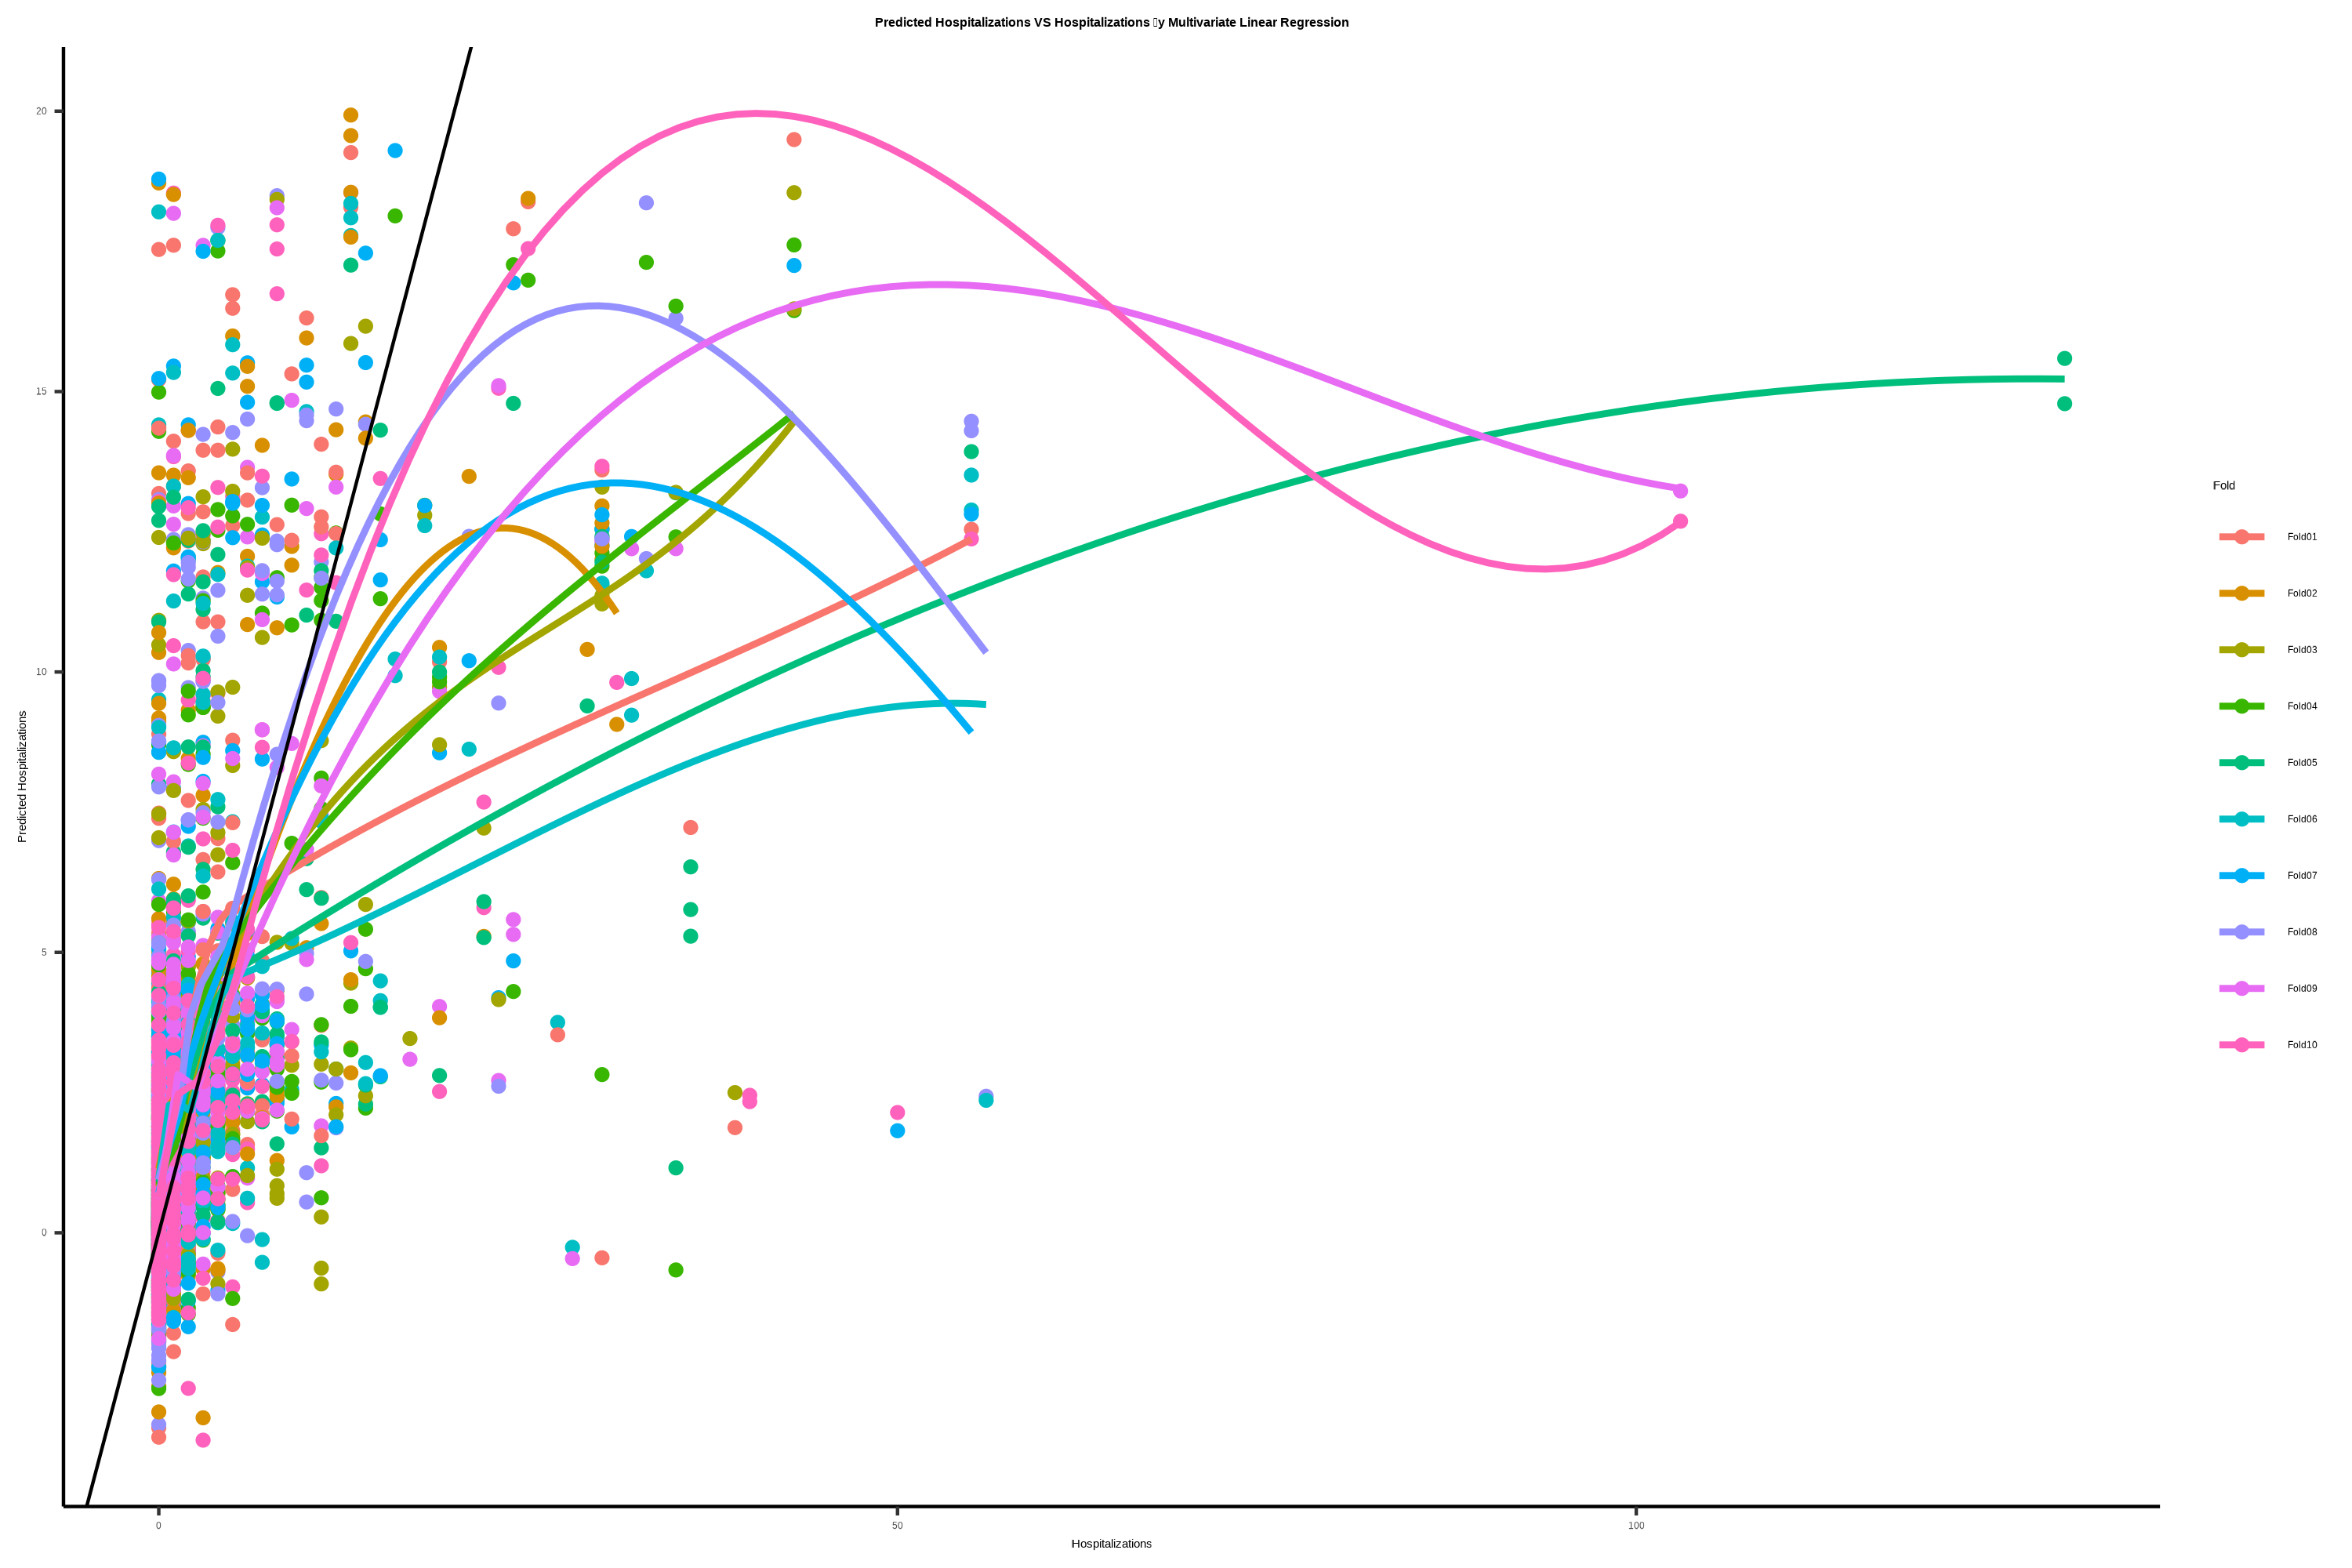 Predicted Hospitalizations VS Hospitalizations ▯y Multivariate Linear Regression
20
15
10
5
0
Predicted Hospitalizations
0 50 100
Hospitalizations
Fold
Fold01
Fold02
Fold03
Fold04
Fold05
Fold06
Fold07
Fold08
Fold09
Fold10